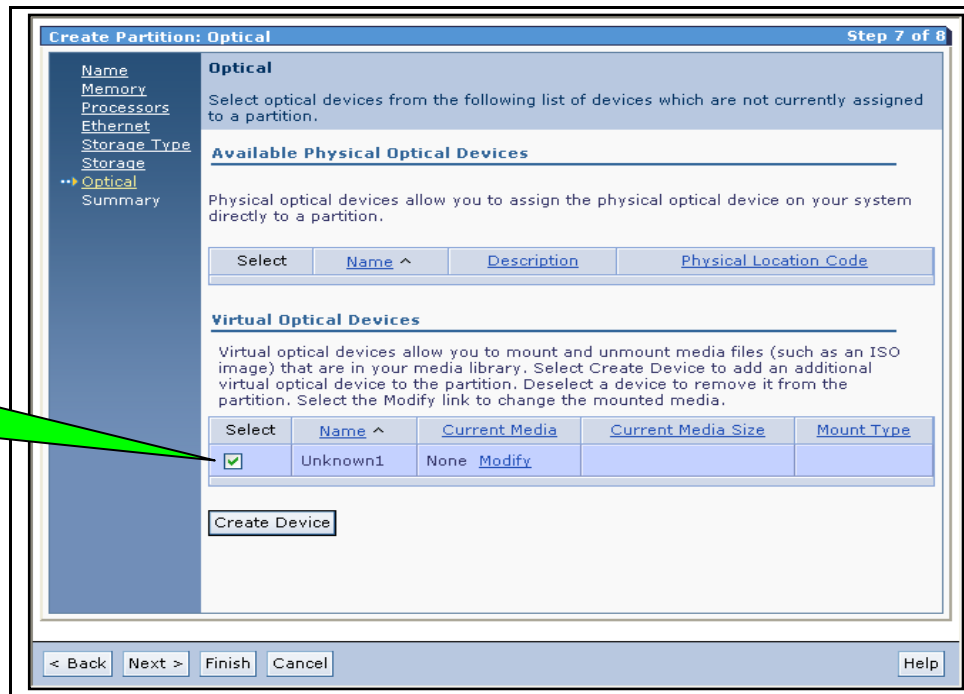 Create Partition: Optical Step 7 of 8
Name
Memory
Processors
Ethernet
Storage Type
Storage
Optical
Summary
Optical
Select optical devices from the following list of devices which are not currently assigned
to a partition.
Available Physical Optical Devices
Physical optical devices allow you to assign the physical optical device on your system
directly to a partition.
Select Name ^ Description Physical Location Code
Virtual Optical Devices
Virtual optical devices allow you to mount and unmount media files (such as an ISO
image) that are in your media library. Select Create Device to add an additional
virtual optical device to the partition. Deselect a device to remove it from the
partition. Select the Modify link to change the mounted media.
Select Name ^ Current Media Current Media Size Mount Type
Unknown1 None Modify
Create Device
< Back Next > Finish Cancel Help